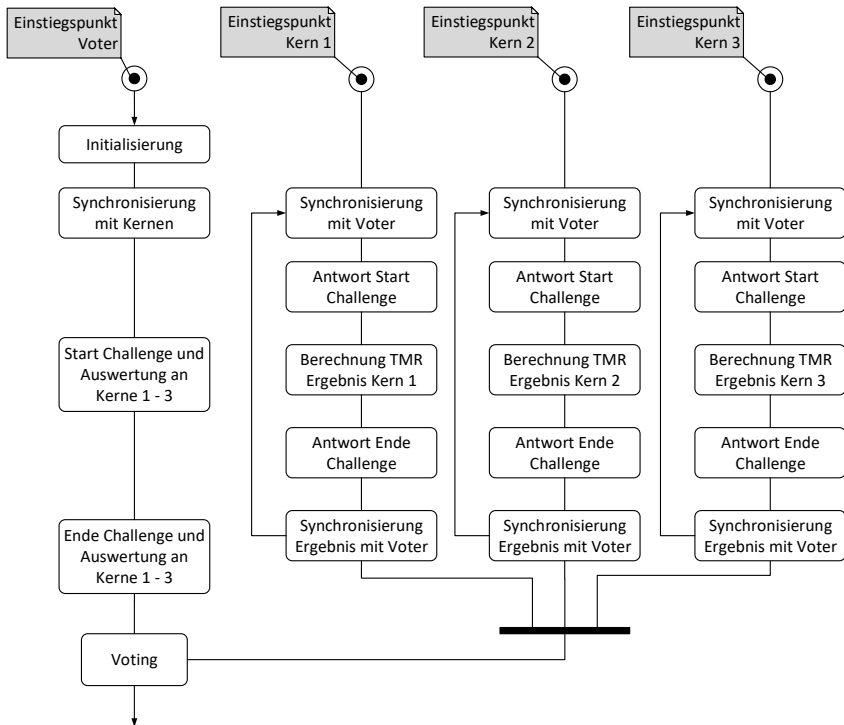 Einstiegspunkt
Voter
Einstiegspunkt
Kern 1
Einstiegspunkt
Kern 2
Einstiegspunkt
Kern 3
Initialisierung
Synchronisierung
mit Kernen
Start Challenge und
Auswertung an
Kerne 1 - 3
Ende Challenge und
Auswertung an
Kerne 1 - 3
Voting
Synchronisierung
mit Voter
Antwort Start
Challenge
Berechnung TMR
Ergebnis Kern 1
Antwort Ende
Challenge
Synchronisierung
Ergebnis mit Voter
Synchronisierung
mit Voter
Antwort Start
Challenge
Berechnung TMR
Ergebnis Kern 2
Antwort Ende
Challenge
Synchronisierung
Ergebnis mit Voter
Synchronisierung
mit Voter
Antwort Start
Challenge
Berechnung TMR
Ergebnis Kern 3
Antwort Ende
Challenge
Synchronisierung
Ergebnis mit Voter